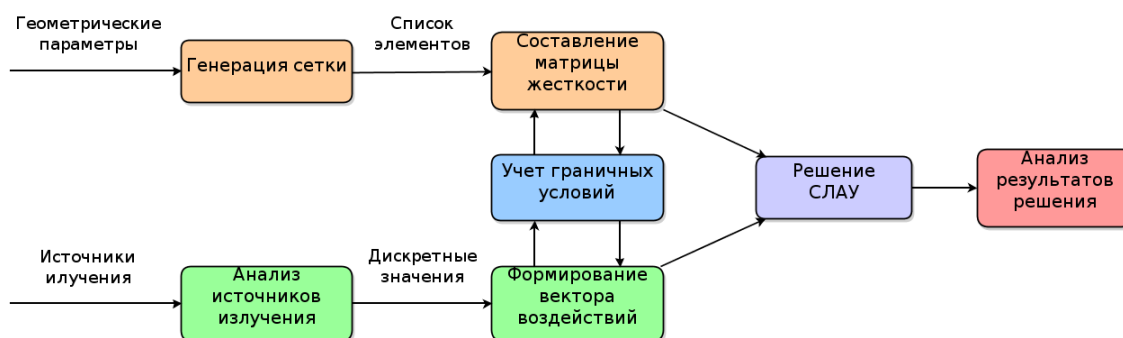 Геометрические
параметры
Генерация сетки
Список
элементов
Составление
матрицы
жесткости
Учет граничных
условий
Решение
СЛАУ
Анализ
результатов
решения
Источники
илучения
Анализ
источников
излучения
Дискретные
значения
Формирование
вектора
воздействий